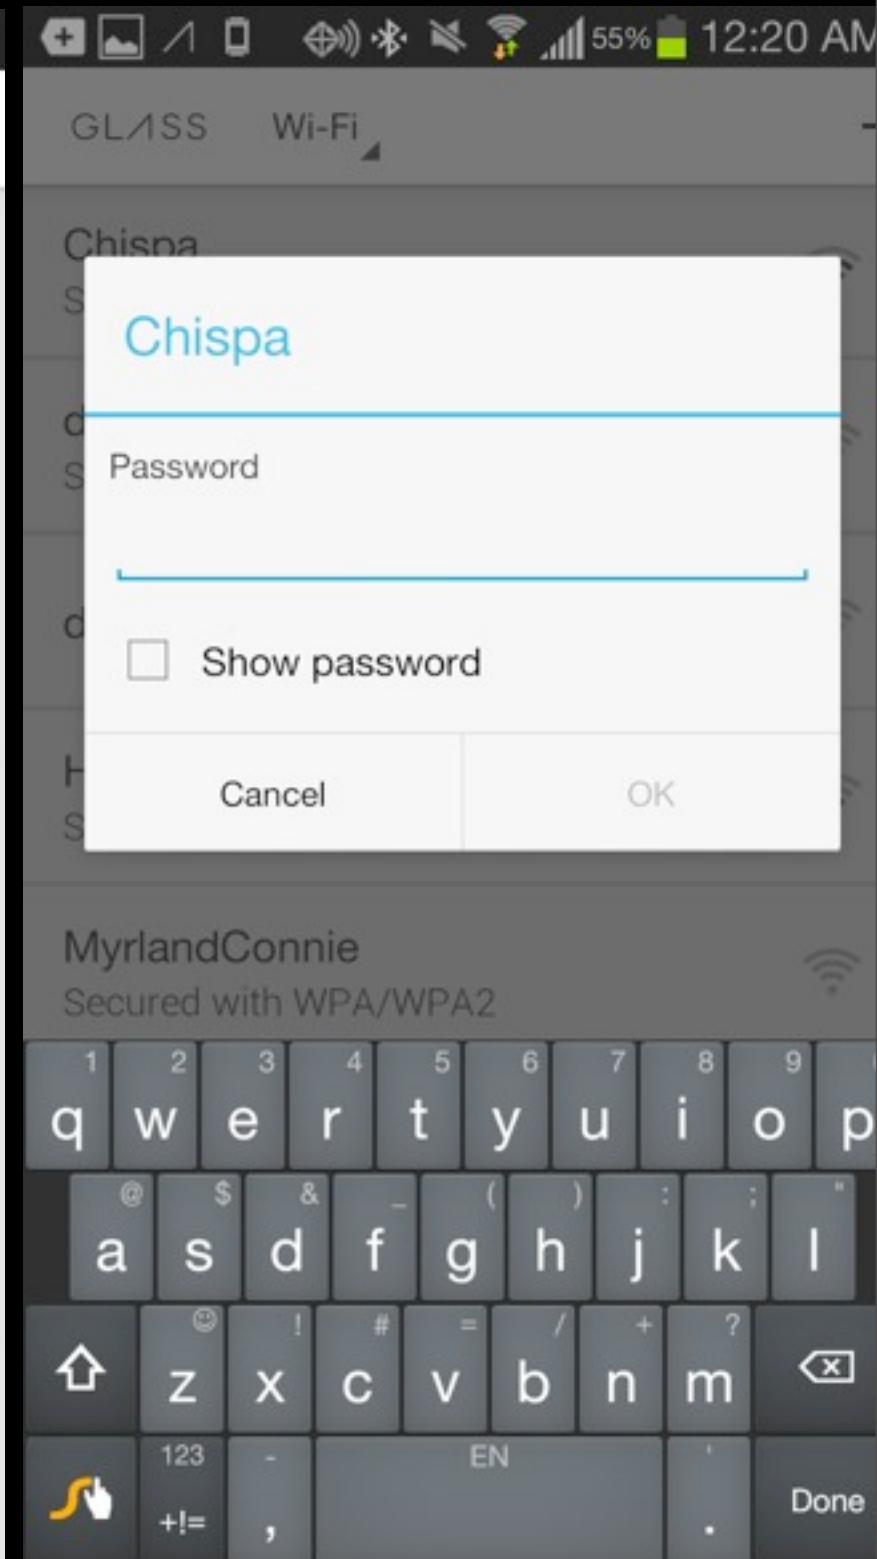 55% 12:20 AM
GLASS Wi-Fi
Chispa
S
Chispa
d
S
Password
d
Show password
H
S
Cancel OK
MyrlandConnie
Secured with WPA/WPA2
1 2 3 4 5 6 7 8 9
q w e r t y u i o p
@ $ & _ ( ) : ; "
a s d f g h j k l
! # = / + ?
z x c v b n m
123 - EN '
+!= , . Done